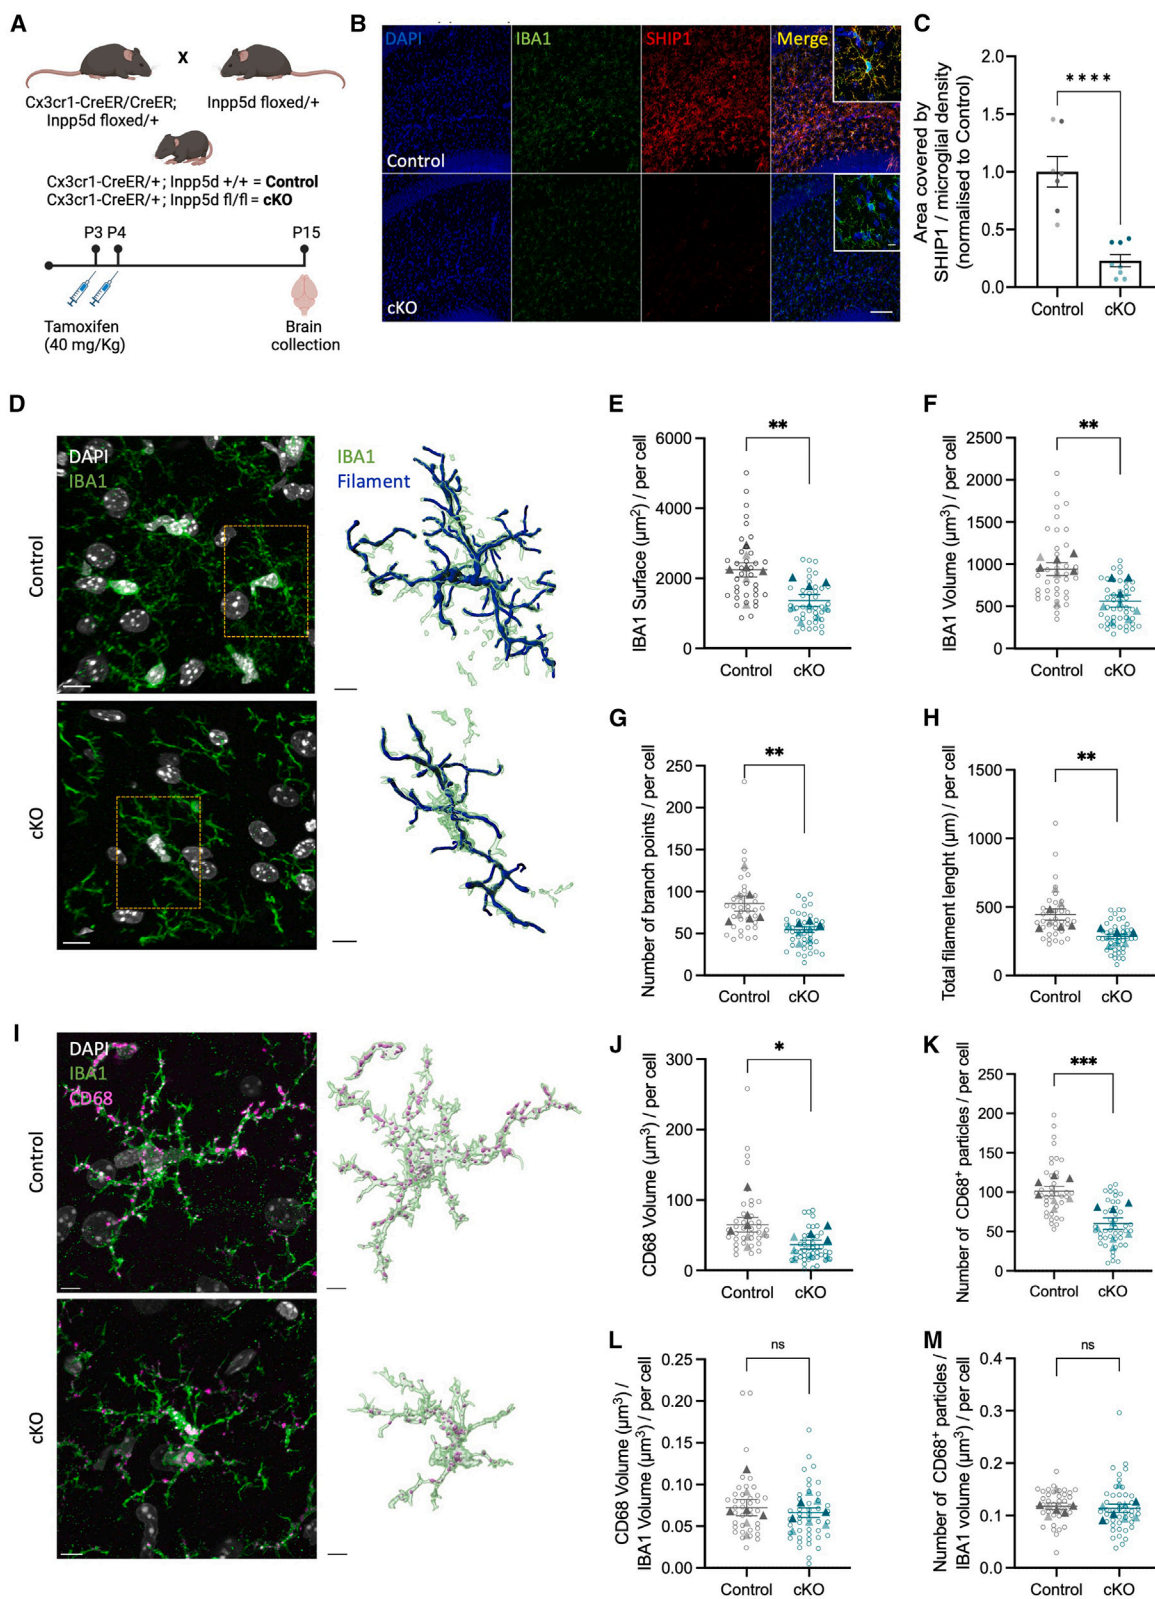 A
x
Cx3cr1-CreER/CreER;
Inpp5d floxed/+
Inpp5d floxed/+
Cx3cr1-CreER/+ ; Inpp5d +/+ = Control
Cx3cr1-CreER/+ ; Inpp5d fl/fl = cKO
P3 P4
P15
Tamoxifen
(40 mg/Kg)
Brain
collection
B
DAPI
IBA1
SHIP1
Merge
Control
cKO
C
Area covered by
SHIP1 / microglial density
(normalised to Control)
2.0
1.5
1.0
0.5
0.0
****
Control
cKO
D
Control
DAPI
IBA1
IBA1
Filament
cKO
E
IBA1 Surface (µm²) / per cell
6000
4000
2000
0
**
Control
cKO
F
IBA1 Volume (µm³) / per cell
2500
2000
1500
1000
500
0
**
Control
cKO
G
Number of branch points / per cell
250
200
150
100
50
0
**
Control
cKO
H
Total filament lenght (µm) / per cell
1500
1000
500
0
**
Control
cKO
I
Control
DAPI
IBA1
CD68
cKO
J
CD68 Volume (µm³) / per cell
300
200
100
0
*
Control
cKO
K
Number of CD68⁺ particles / per cell
250
200
150
100
50
0
***
Control
cKO
L
CD68 Volume (µm³) /
IBA1 Volume (µm³) / per cell
0.25
0.20
0.15
0.10
0.05
0.00
ns
Control
cKO
M
Number of CD68⁺ particles /
IBA1 volume (µm³) / per cell
0.4
0.3
0.2
0.1
0.0
ns
Control
cKO